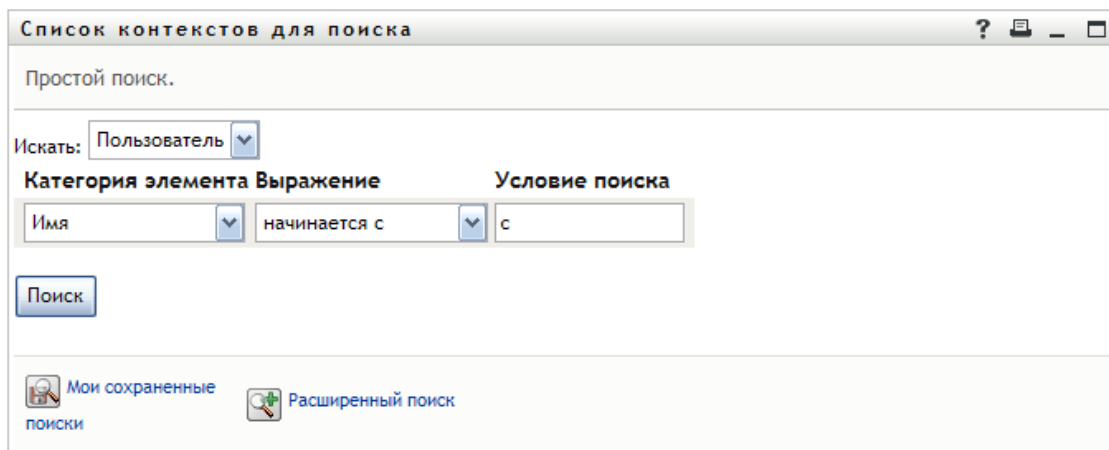 Список контекстов для поиска ?
Простой поиск.
Искать: Пользователь
Категория элемента Выражение Условие поиска
Имя начинается с с
Поиск
Мои сохраненные
поиски
Расширенный поиск